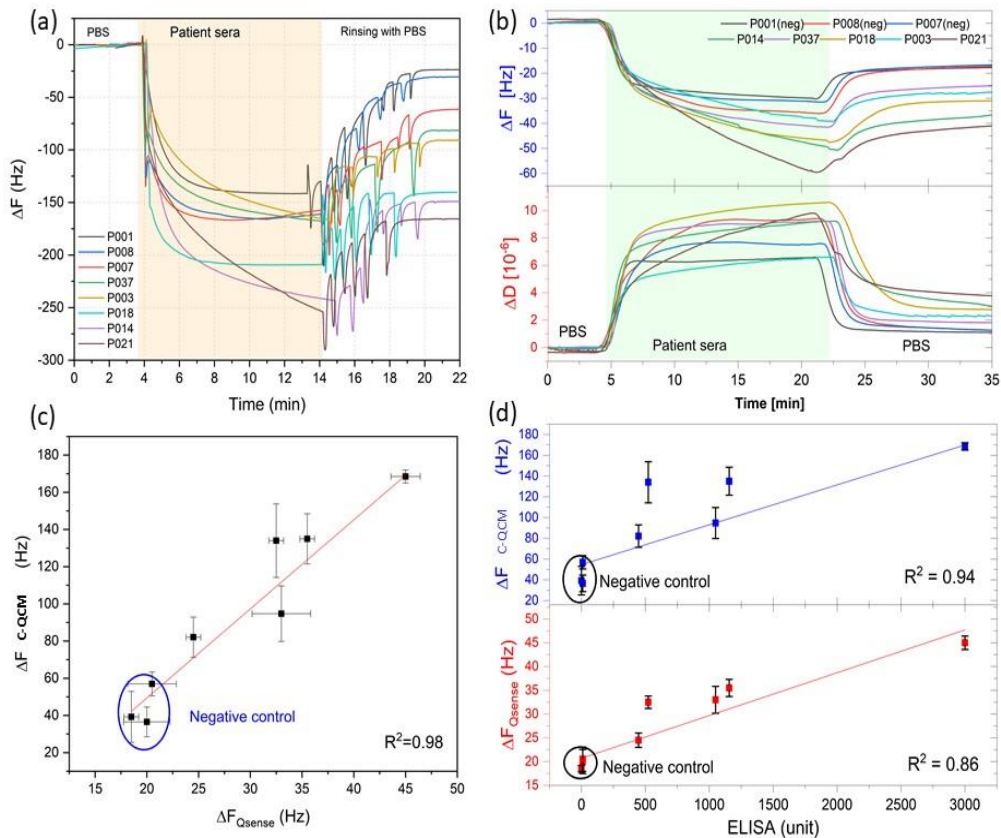 (a)
PBS
Patient sera
Rinsing with PBS
ΔF (Hz)
50
0
-50
-100
-150
-200
-250
-300
P001
P008
P007
P037
P003
P018
P014
P021
0 2 4 6 8 10 12 14 16 18 20 22
Time (min)
(b)
P001(neg) P008(neg) P007(neg)
P014 P037 P018 P003 P021
ΔF [Hz]
0
-10
-20
-30
-40
-50
-60
ΔD [10⁻⁶]
10
8
6
4
2
0
PBS
Patient sera
PBS
0 5 10 15 20 25 30 35
Time [min]
(c)
ΔF C-QCM (Hz)
180
160
140
120
100
80
60
40
20
Negative control
R²=0.98
15 20 25 30 35 40 45 50
ΔF Qsense (Hz)
(d)
ΔF C-QCM (Hz)
180
160
140
120
100
80
60
40
20
Negative control
R² = 0.94
ΔF Qsense (Hz)
45
40
35
30
25
20
15
Negative control
R² = 0.86
0 500 1000 1500 2000 2500 3000
ELISA (unit)